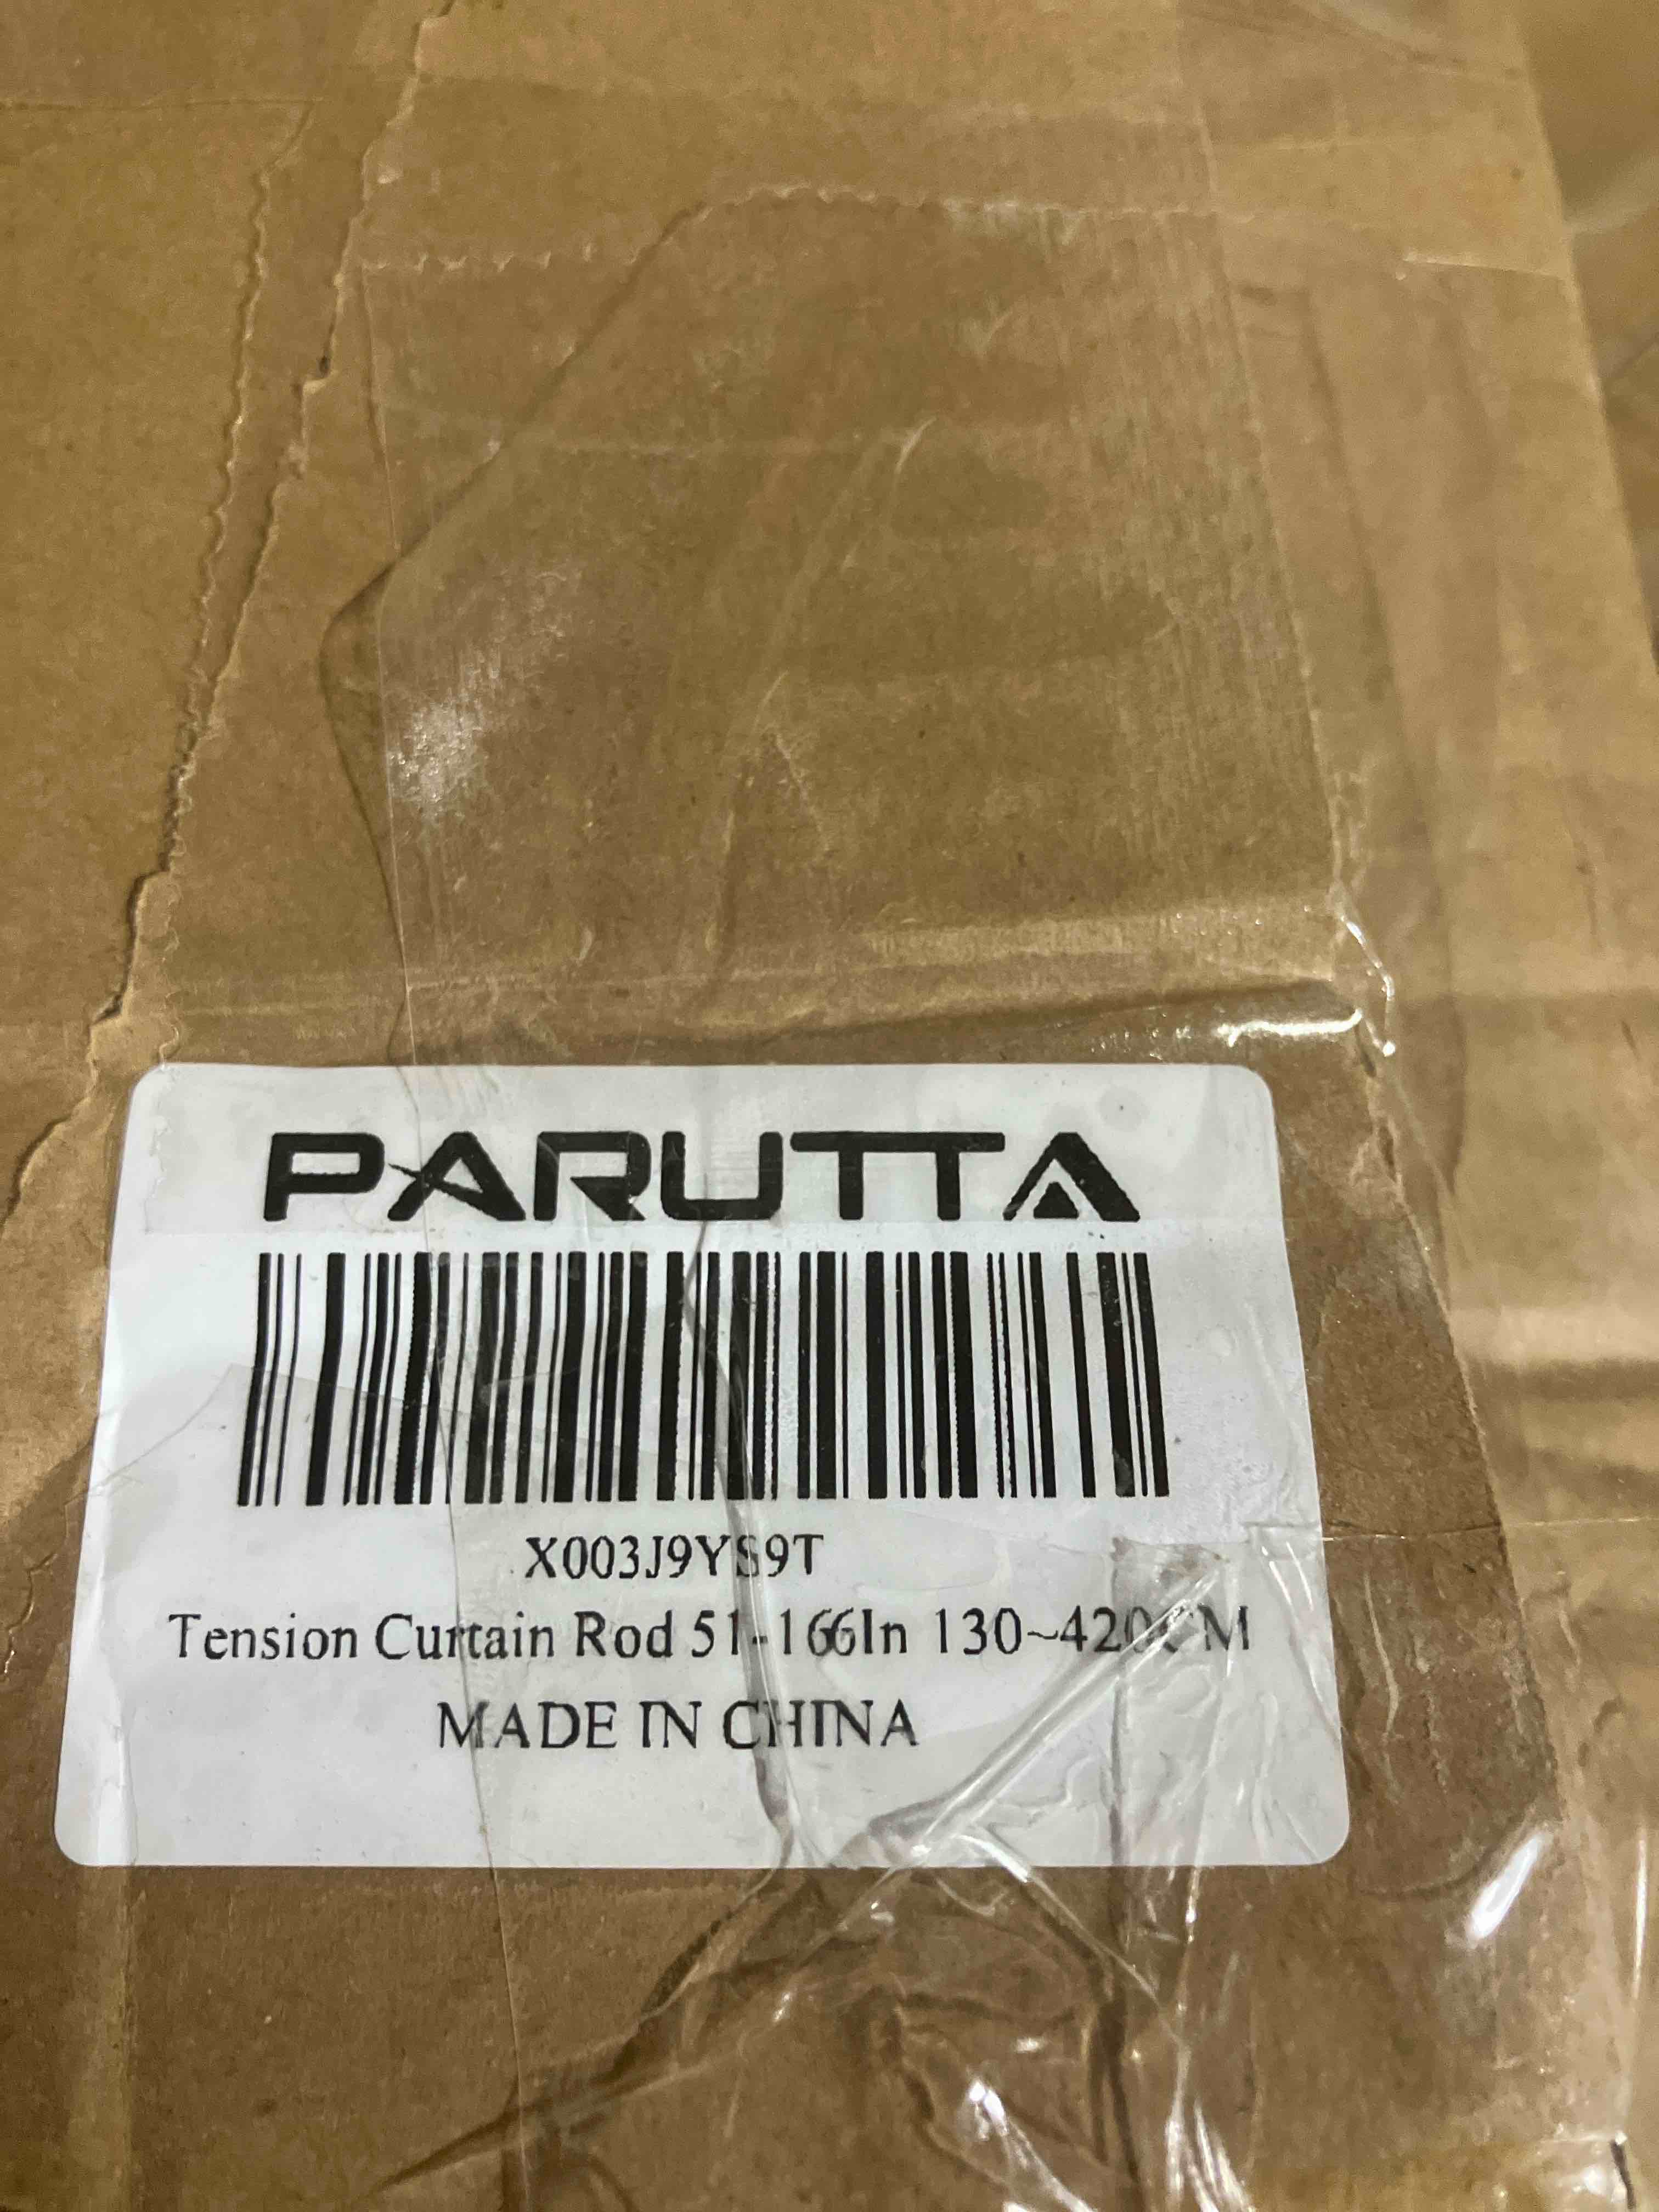 PARUTTA
X003J9YS9T
Tension Curtain Rod 51-166In 130~420CM
MADE IN CHINA